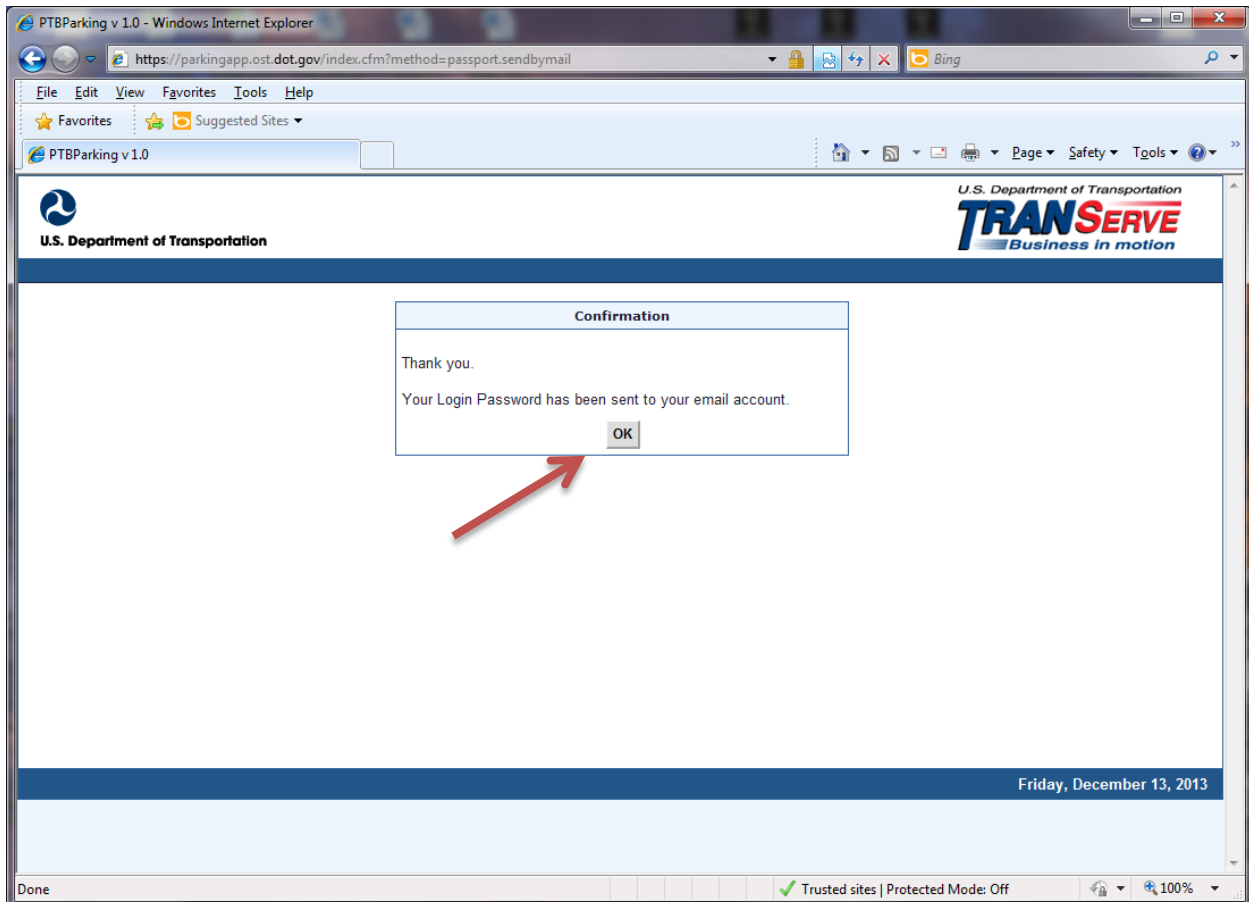 PTBParking v 1.0 - Windows Internet Explorer
https://parkingapp.ost.dot.gov/index.cfm?method=passport.sendbymail
Bing
File Edit View Favorites Tools Help
Favorites Suggested Sites
PTBParking v 1.0
Page Safety Tools
U.S. Department of Transportation
U.S. Department of Transportation
TRANSERVE
Business in motion
Confirmation
Thank you.
Your Login Password has been sent to your email account.
OK
Friday, December 13, 2013
Done
Trusted sites | Protected Mode: Off
100%